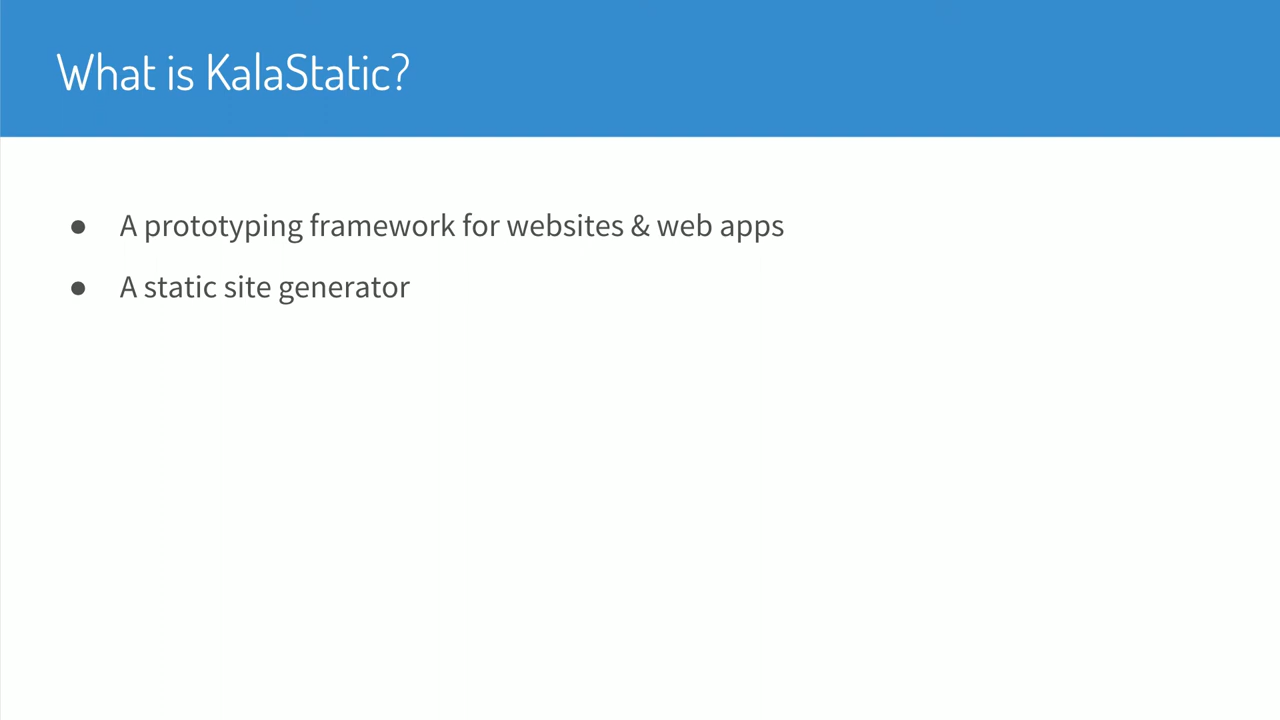 What is KalaStatic?
● A prototyping framework for websites & web apps
● A static site generator